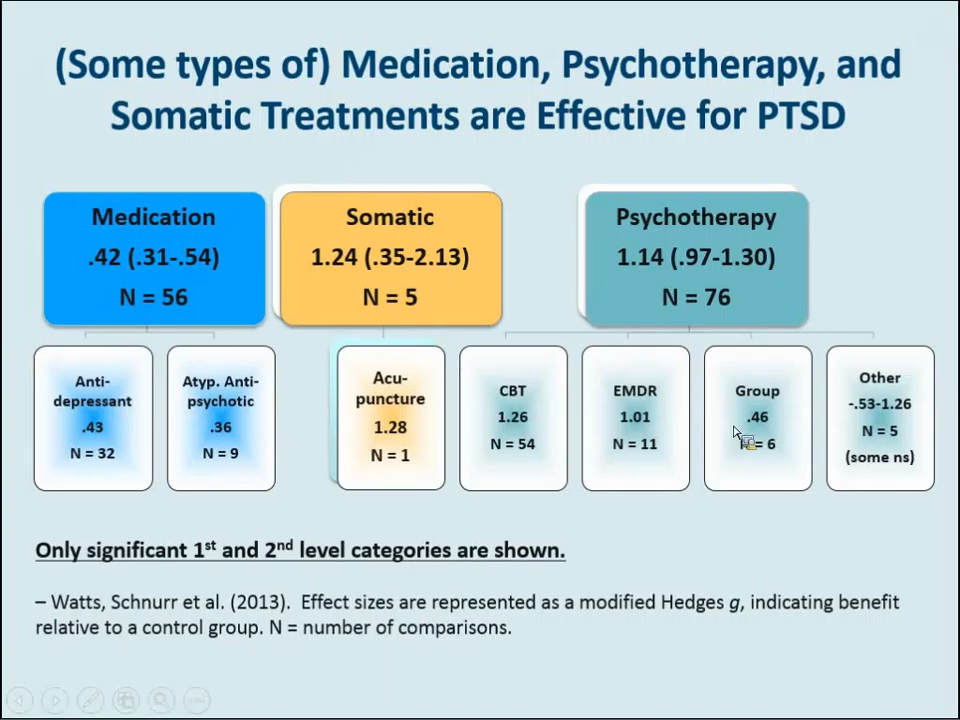 (Some types of) Medication, Psychotherapy, and
Somatic Treatments are Effective for PTSD
Medication
.42 (.31-.54)
N = 56
Somatic
1.24 (.35-2.13)
N = 5
Psychotherapy
1.14 (.97-1.30)
N = 76
Anti-
depressant
.43
N = 32
Atyp. Anti-
psychotic
.36
N = 9
Acu-
puncture
1.28
N = 1
CBT
1.26
N = 54
EMDR
1.01
N = 11
Group
.46
N = 6
Other
-.53-1.26
N = 5
(some ns)
Only significant 1st and 2nd level categories are shown.
– Watts, Schnurr et al. (2013). Effect sizes are represented as a modified Hedges g, indicating benefit
relative to a control group. N = number of comparisons.